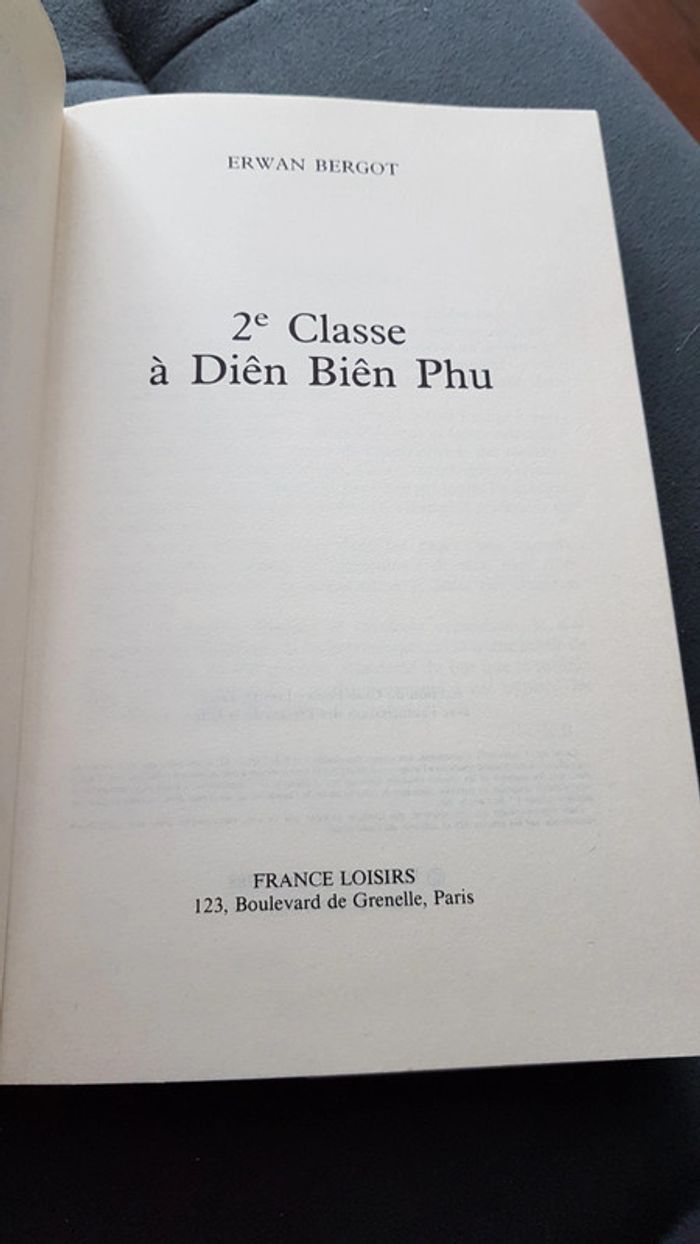 ERWAN BERGOT
2e Classe
à Diên Biên Phu
FRANCE LOISIRS
123, Boulevard de Grenelle, Paris